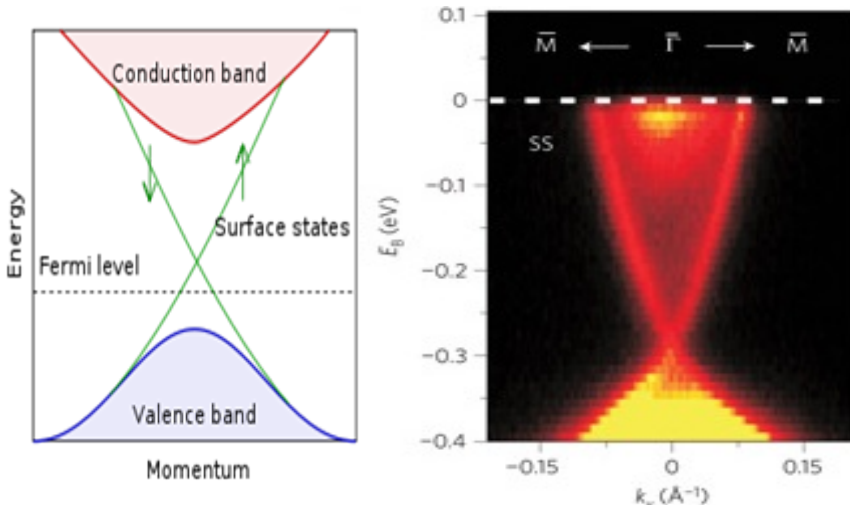 Conduction band
Surface states
Fermi level
Valence band
Energy
Momentum
0.1
M̄ ← Γ̄ → M̄
0
SS
−0.1
−0.2
−0.3
−0.4
E_B (eV)
−0.15 0 0.15
(Å⁻¹)